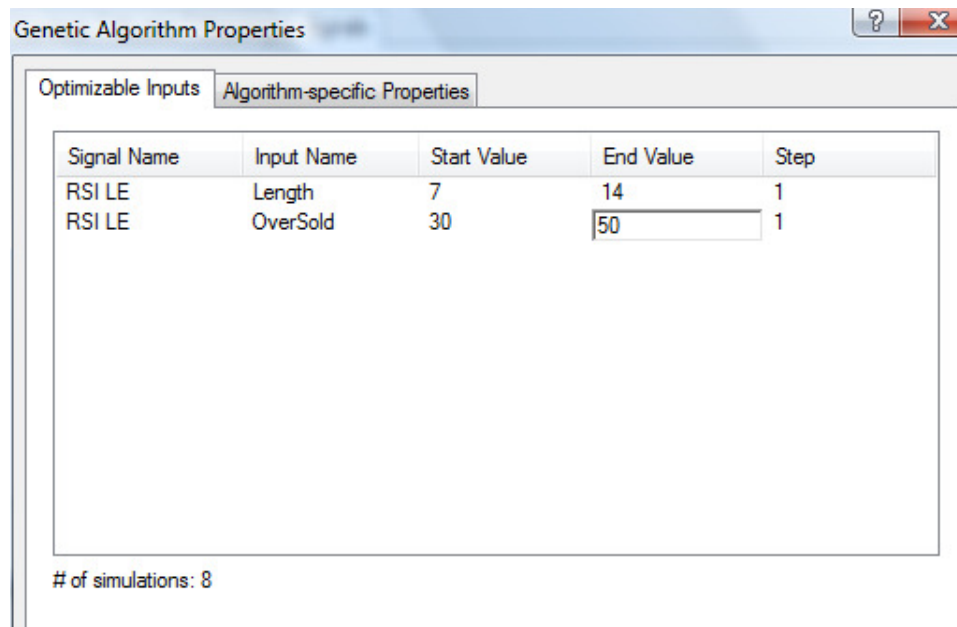 Genetic Algorithm Properties ? X
Optimizable Inputs Algorithm-specific Properties
Signal Name Input Name Start Value End Value Step
RSI LE Length 7 14 1
RSI LE OverSold 30 50 1
# of simulations: 8